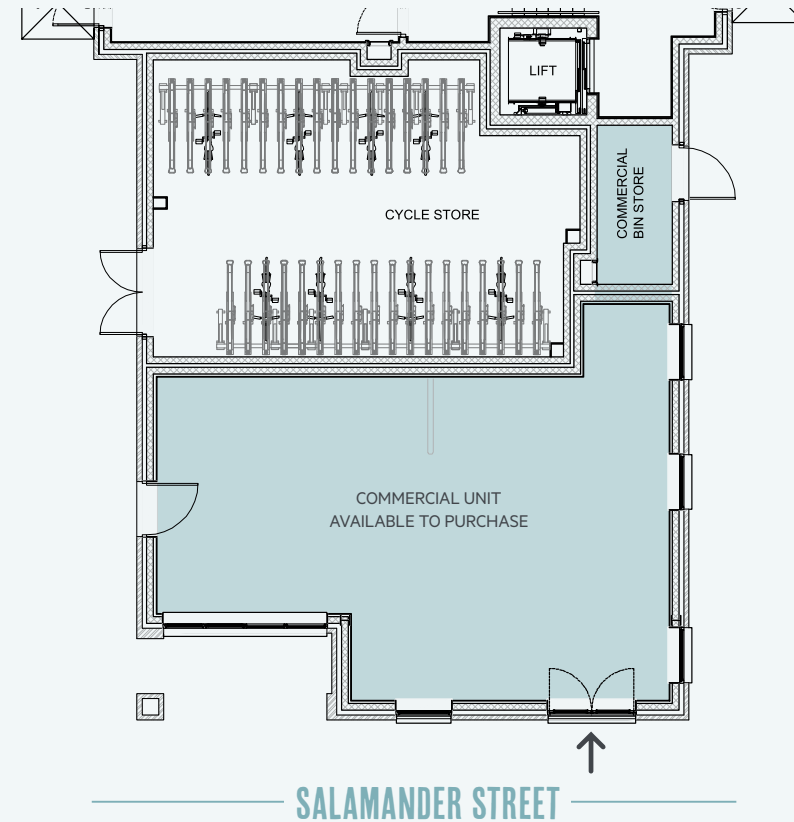 LIFT
COMMERCIAL
BIN STORE
CYCLE STORE
COMMERCIAL UNIT
AVAILABLE TO PURCHASE
SALAMANDER STREET